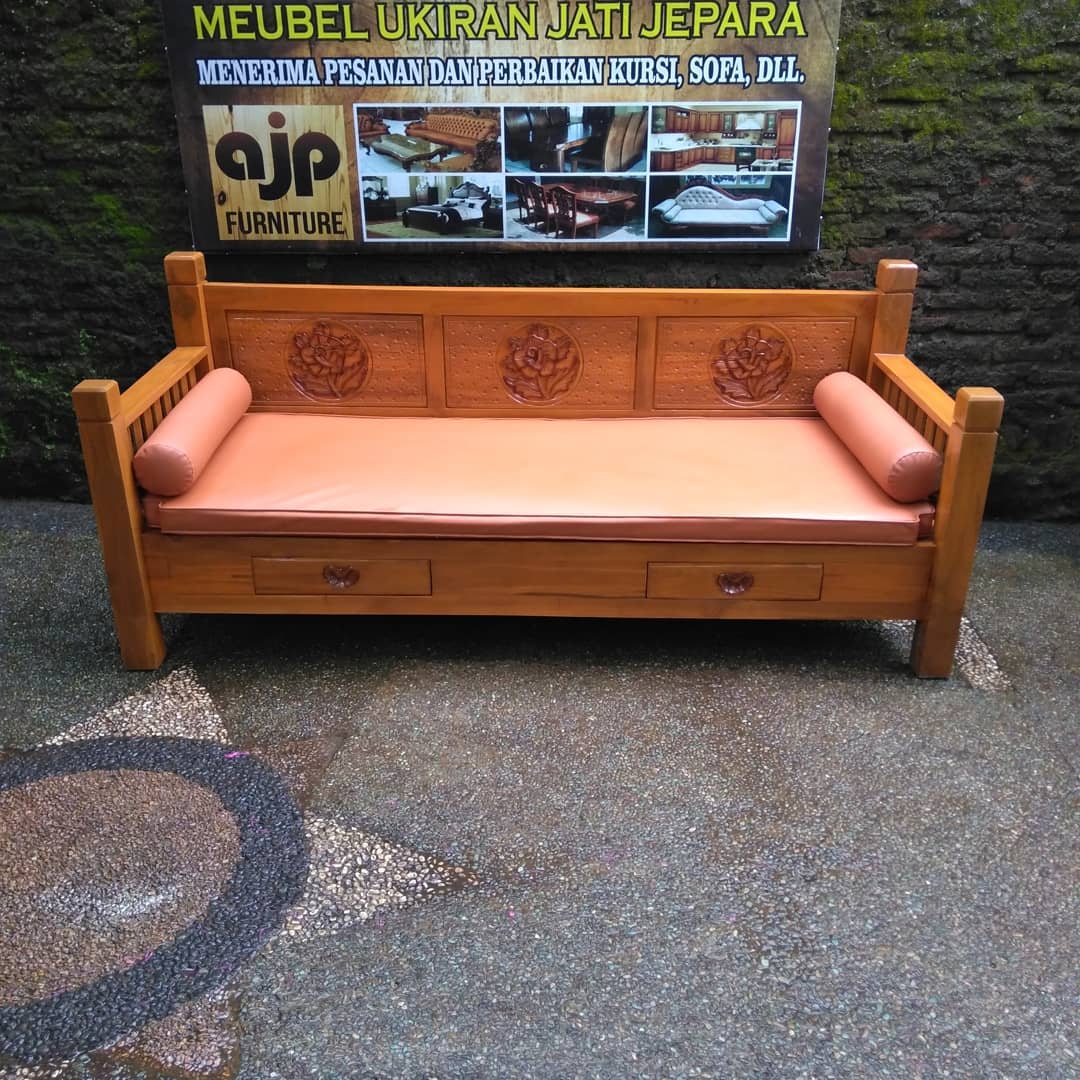 MEUBEL UKIRAN JATI JEPARA
MENERIMA PESANAN DAN PERBAIKAN KURSI, SOFA, DLL.
ajp
FURNITURE